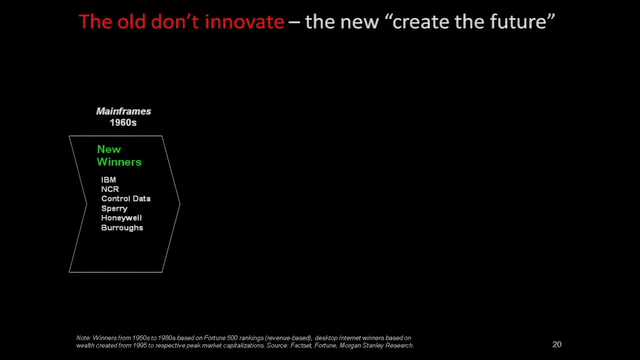 The old don't innovate – the new "create the future"
Mainframes
1960s
New
Winners
IBM
NCR
Control Data
Sperry
Honeywell
Burroughs
Note: Winners from 1950s to 1980s based on Fortune 500 rankings (revenue-based), desktop Internet winners based on
wealth created from 1995 to respective peak market capitalizations. Source: Factset, Fortune, Morgan Stanley Research.
20